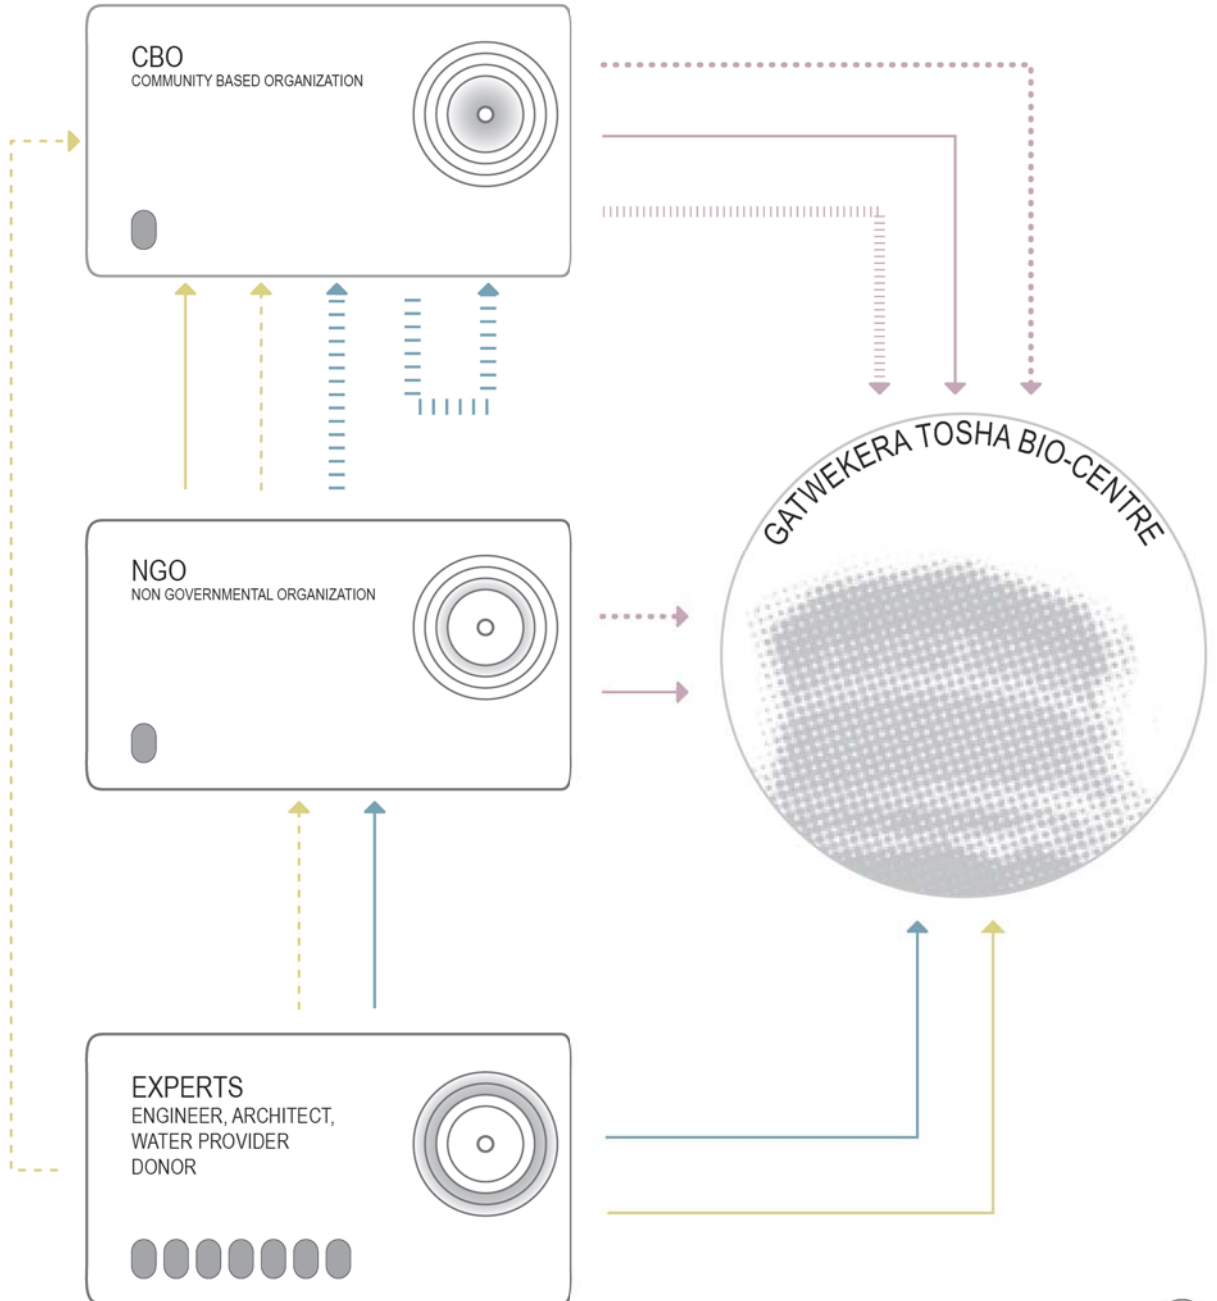 CBO
COMMUNITY BASED ORGANIZATION
GATWEKERA TOSHA BIO-CENTRE
NGO
NON GOVERNMENTAL ORGANIZATION
EXPERTS
ENGINEER, ARCHITECT,
WATER PROVIDER
DONOR